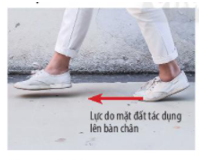 Lực do mặt đất tác dụng
lên bàn chân